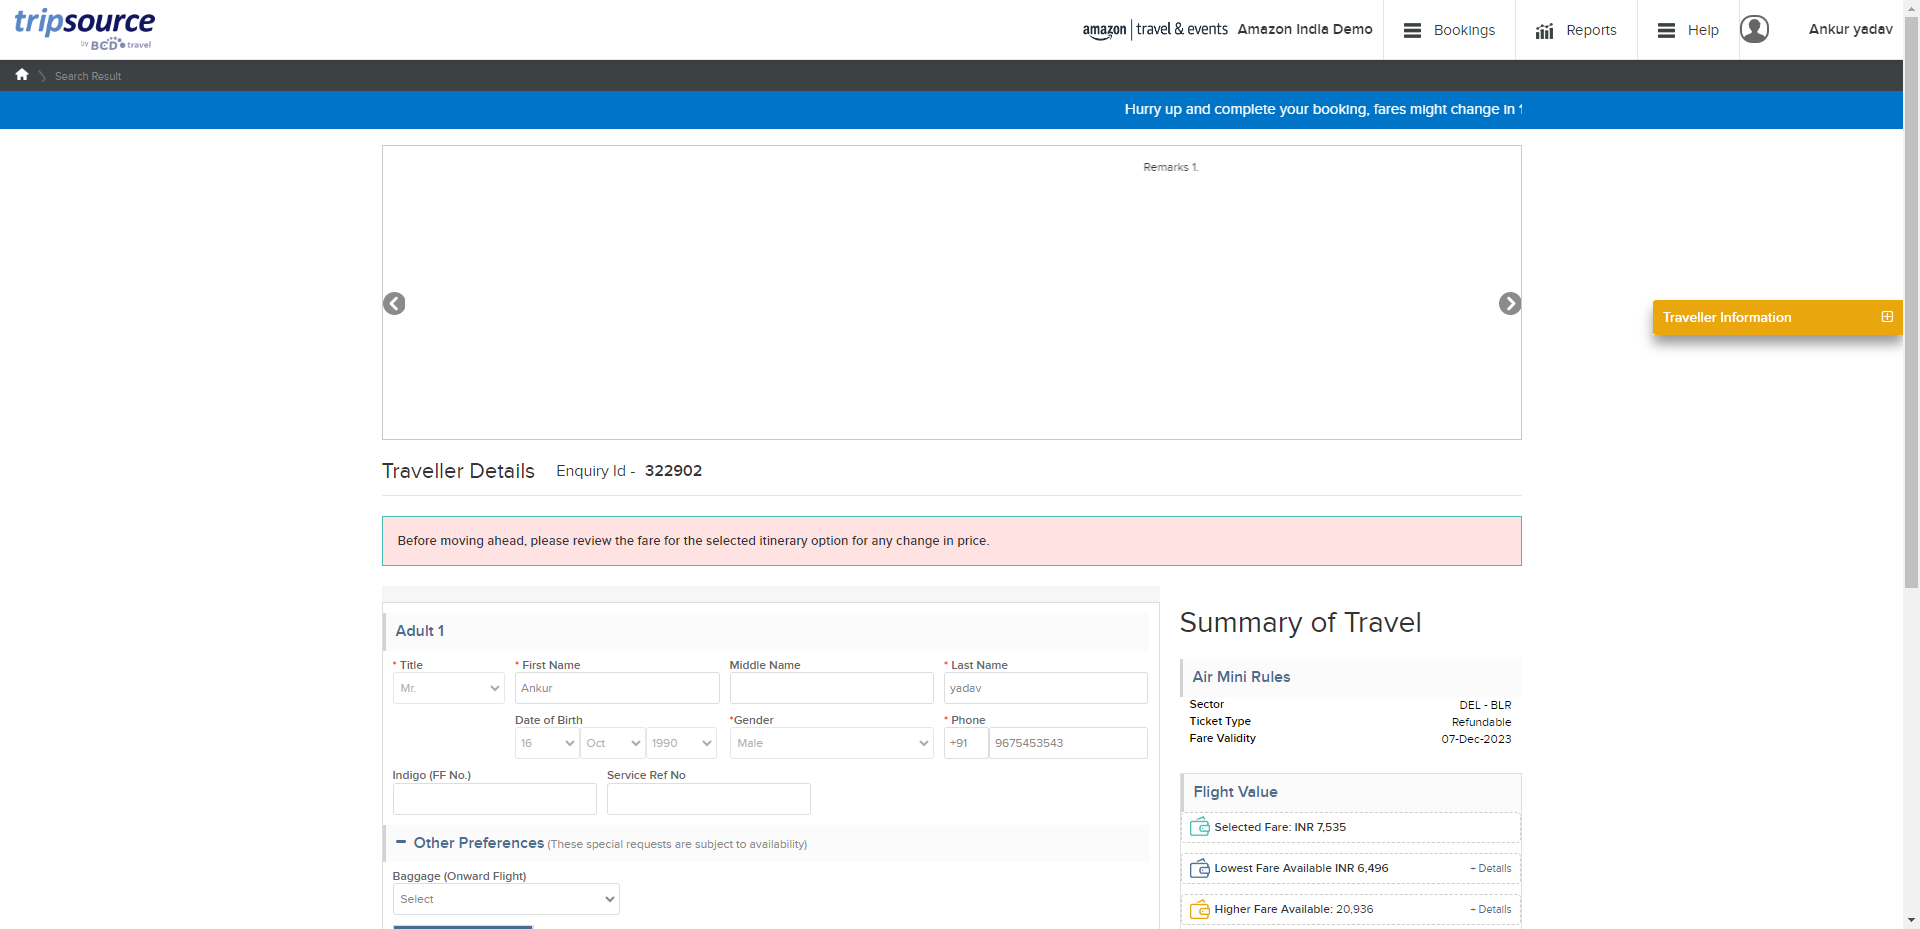 tripsource
by BCD travel
amazon | travel & events Amazon India Demo
Bookings
Reports
Help
Ankur yadav
Search Result
Hurry up and complete your booking, fares might change in
Remarks 1.
Traveller Information
Traveller Details Enquiry Id - 322902
Before moving ahead, please review the fare for the selected itinerary option for any change in price.
Adult 1
* Title * First Name Middle Name * Last Name
Mr. Ankur yadav
Date of Birth *Gender * Phone
16 Oct 1990 Male +91 9675453543
Indigo (FF No.) Service Ref No
Other Preferences (These special requests are subject to availability)
Baggage (Onward Flight)
Select
Summary of Travel
Air Mini Rules
Sector DEL - BLR
Ticket Type Refundable
Fare Validity 07-Dec-2023
Flight Value
Selected Fare: INR 7,535
Lowest Fare Available INR 6,496 + Details
Higher Fare Available: 20,936 + Details